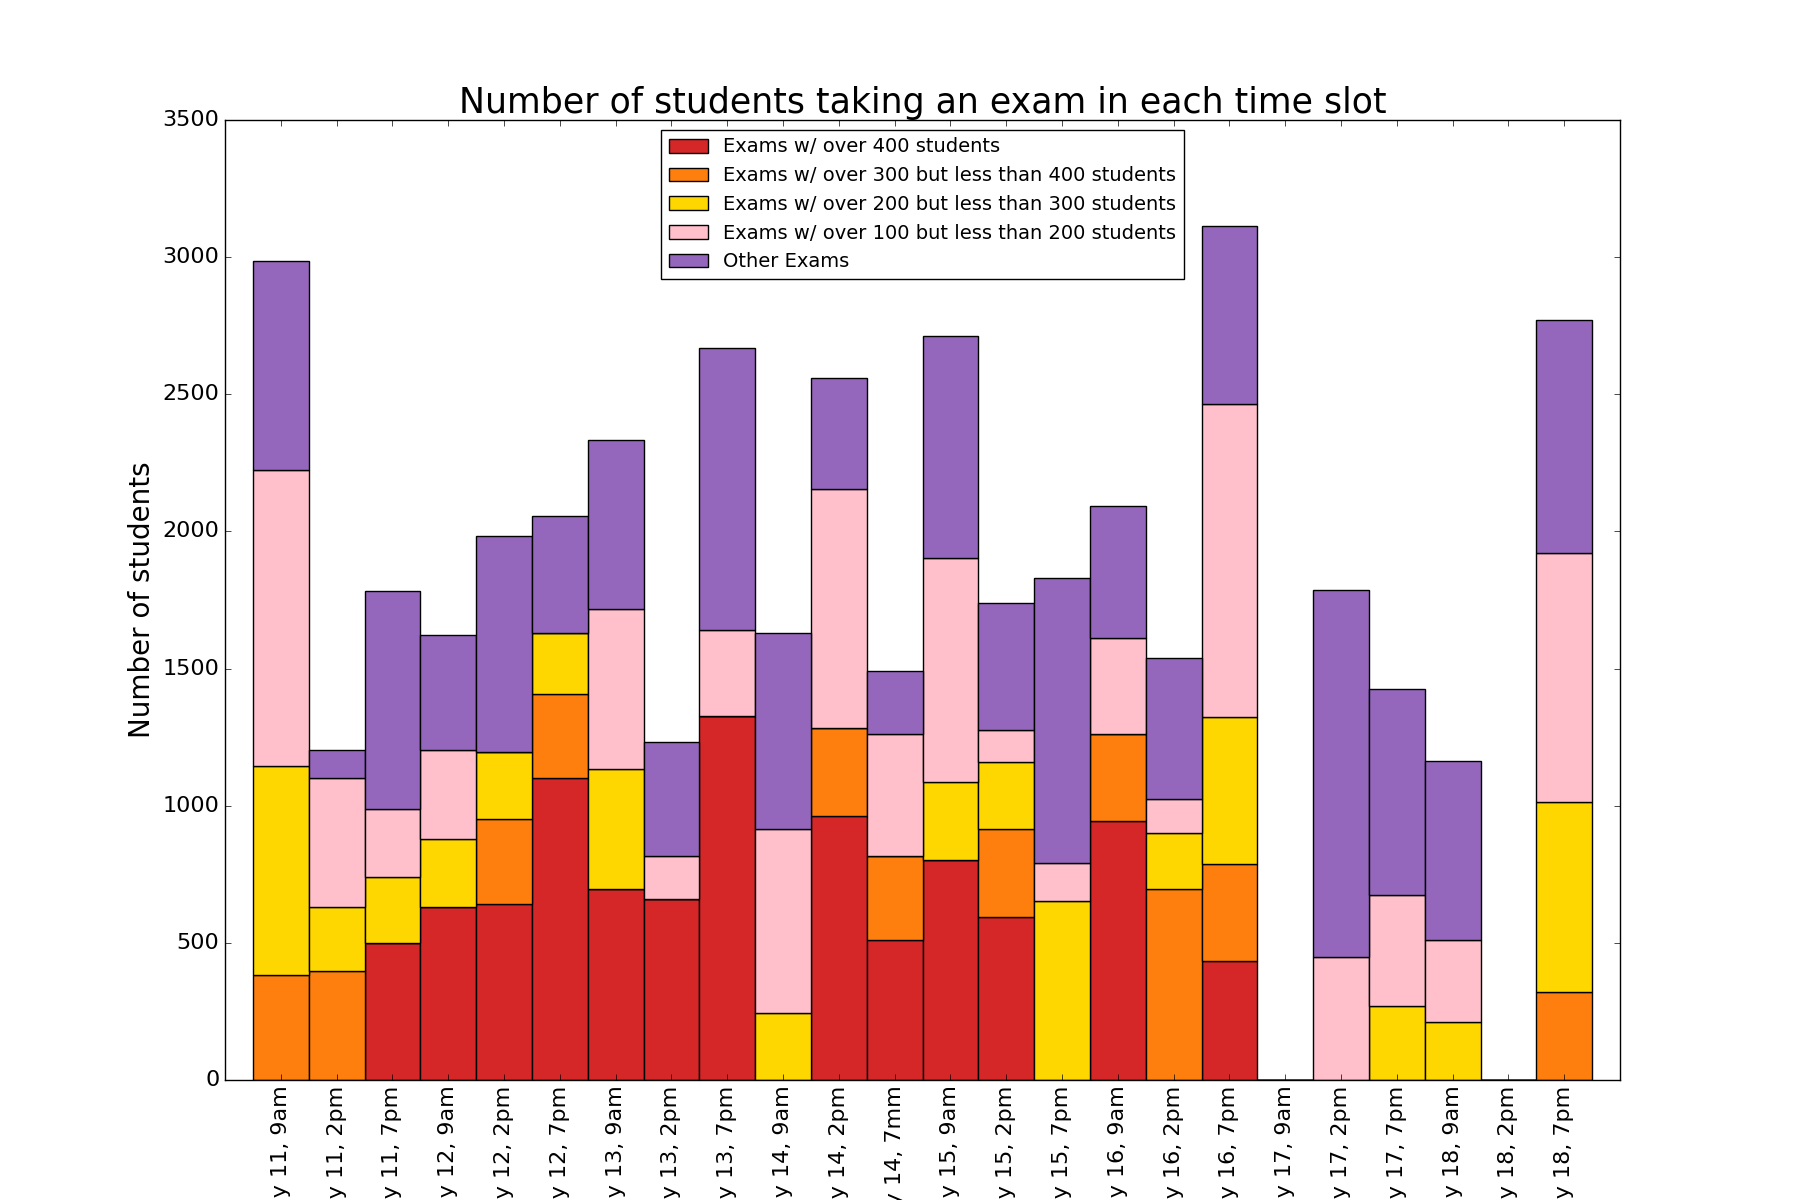 Number of students taking an exam in each time slot
Exams w/ over 400 students
Exams w/ over 300 but less than 400 students
Exams w/ over 200 but less than 300 students
Exams w/ over 100 but less than 200 students
Other Exams
Number of students
3500
3000
2500
2000
1500
1000
500
0
y 11, 9am
y 11, 2pm
y 11, 7pm
y 12, 9am
y 12, 2pm
y 12, 7pm
y 13, 9am
y 13, 2pm
y 13, 7pm
y 14, 9am
y 14, 2pm
y 14, 7mm
y 15, 9am
y 15, 2pm
y 15, 7pm
y 16, 9am
y 16, 2pm
y 16, 7pm
y 17, 9am
y 17, 2pm
y 17, 7pm
y 18, 9am
y 18, 2pm
y 18, 7pm